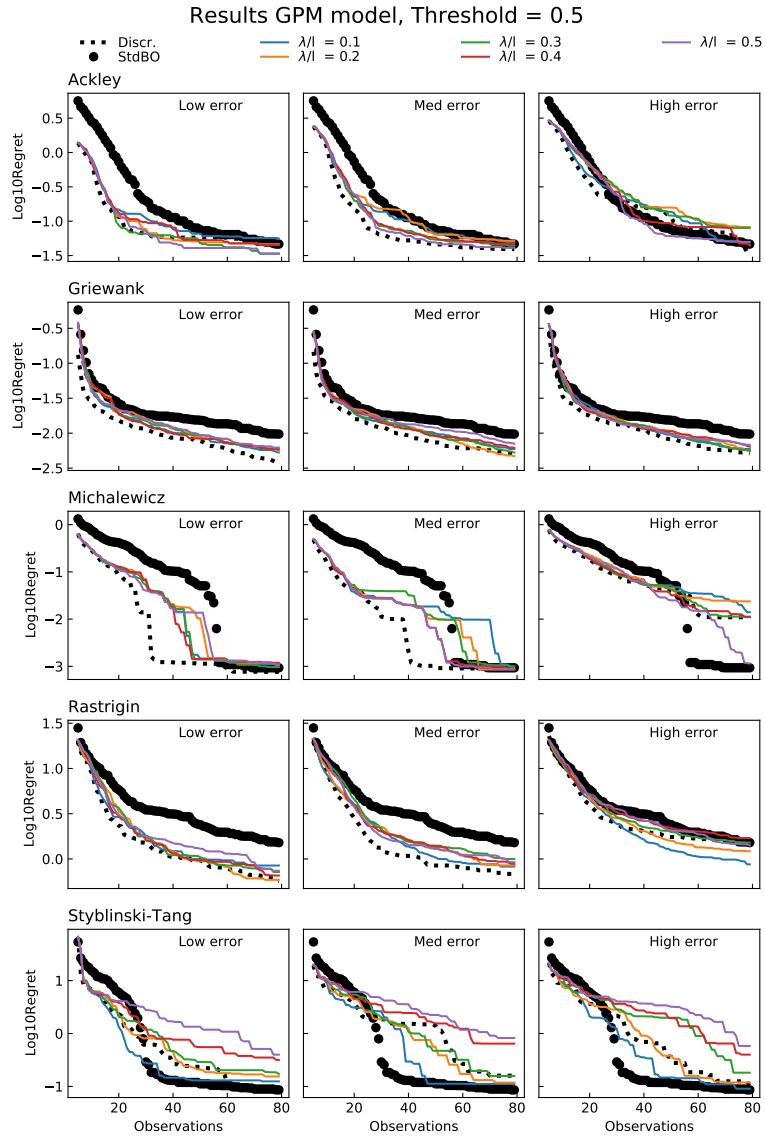 Results GPM model, Threshold = 0.5
Discr. λ/l = 0.1 λ/l = 0.3 λ/l = 0.5
StdBO λ/l = 0.2 λ/l = 0.4
Ackley
Low error Med error High error
Log10Regret
0.5
0.0
−0.5
−1.0
−1.5
Griewank
Low error Med error High error
Log10Regret
−0.5
−1.0
−1.5
−2.0
−2.5
Michalewicz
Low error Med error High error
Log10Regret
0
−1
−2
−3
Rastrigin
Low error Med error High error
Log10Regret
1.5
1.0
0.5
0.0
Styblinski-Tang
Low error Med error High error
Log10Regret
1
0
−1
20 40 60 80 20 40 60 80 20 40 60 80
Observations Observations Observations